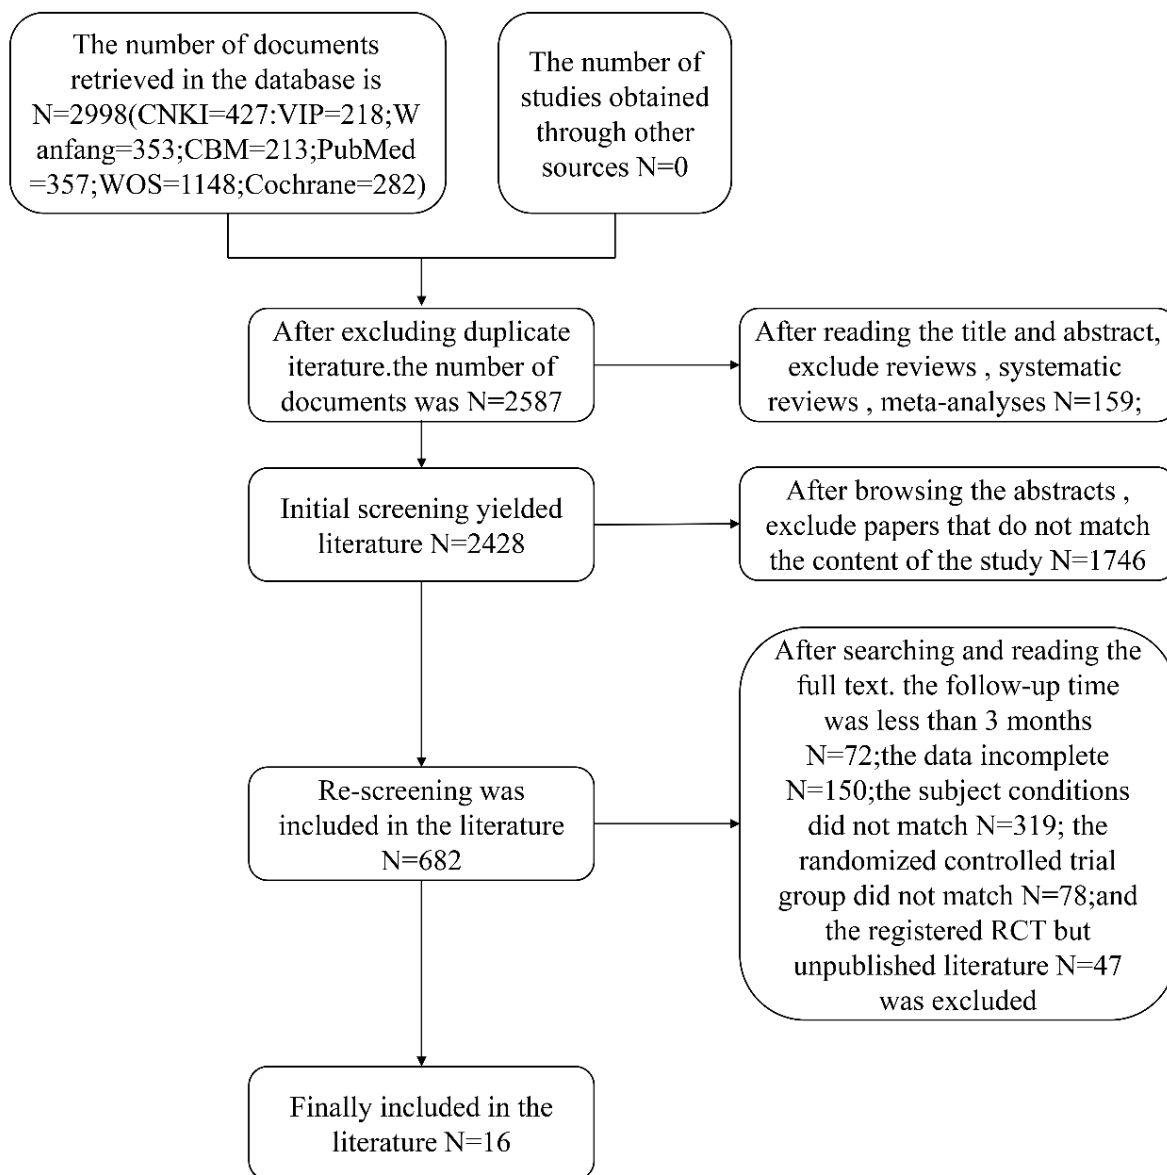 The number of documents
retrieved in the database is
N=2998(CNKI=427:VIP=218;W
anfang=353;CBM=213;PubMed
=357;WOS=1148;Cochrane=282)
The number of
studies obtained
through other
sources N=0
After excluding duplicate
iterature.the number of
documents was N=2587
After reading the title and abstract,
exclude reviews , systematic
reviews , meta-analyses N=159;
Initial screening yielded
literature N=2428
After browsing the abstracts ,
exclude papers that do not match
the content of the study N=1746
Re-screening was
included in the literature
N=682
After searching and reading the
full text. the follow-up time
was less than 3 months
N=72;the data incomplete
N=150;the subject conditions
did not match N=319; the
randomized controlled trial
group did not match N=78;and
the registered RCT but
unpublished literature N=47
was excluded
Finally included in the
literature N=16